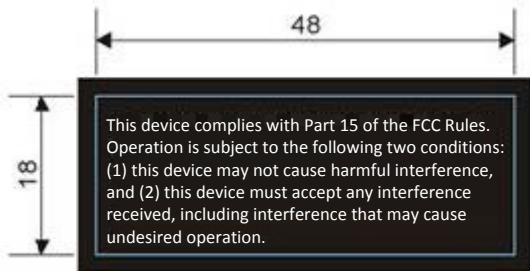 48
18
This device complies with Part 15 of the FCC Rules.
Operation is subject to the following two conditions:
(1) this device may not cause harmful interference,
and (2) this device must accept any interference
received, including interference that may cause
undesired operation.